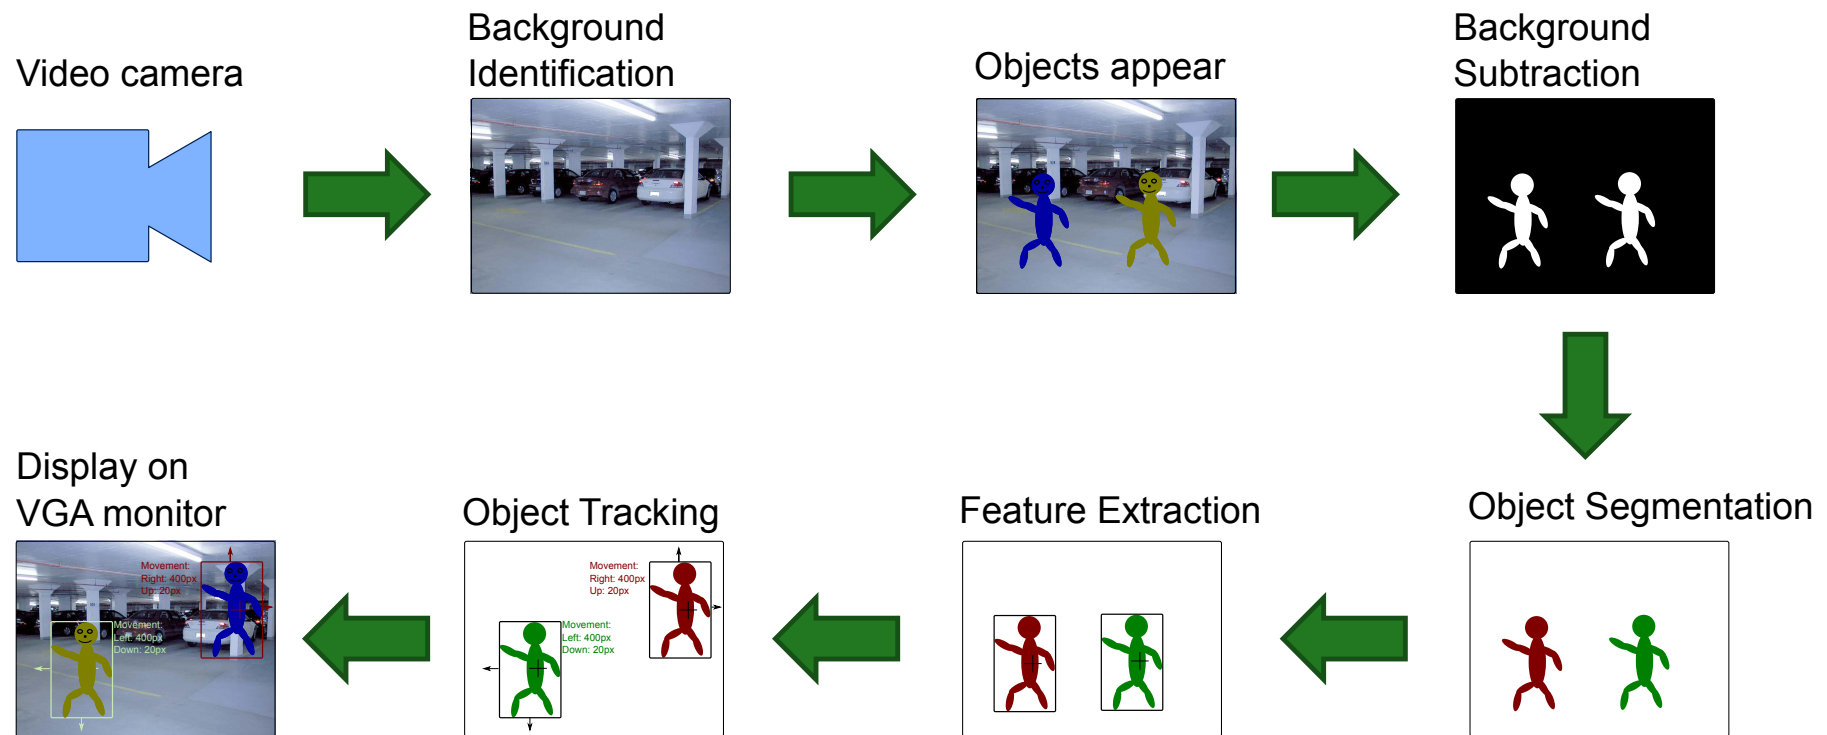 Video camera
Background
Identification
Objects appear
Background
Subtraction
Object Segmentation
Feature Extraction
Object Tracking
Movement:
Right: 400px
Up: 20px
Movement:
Left: 400px
Down: 20px
Display on
VGA monitor
Movement:
Right: 400px
Up: 20px
Movement:
Left: 400px
Down: 20px